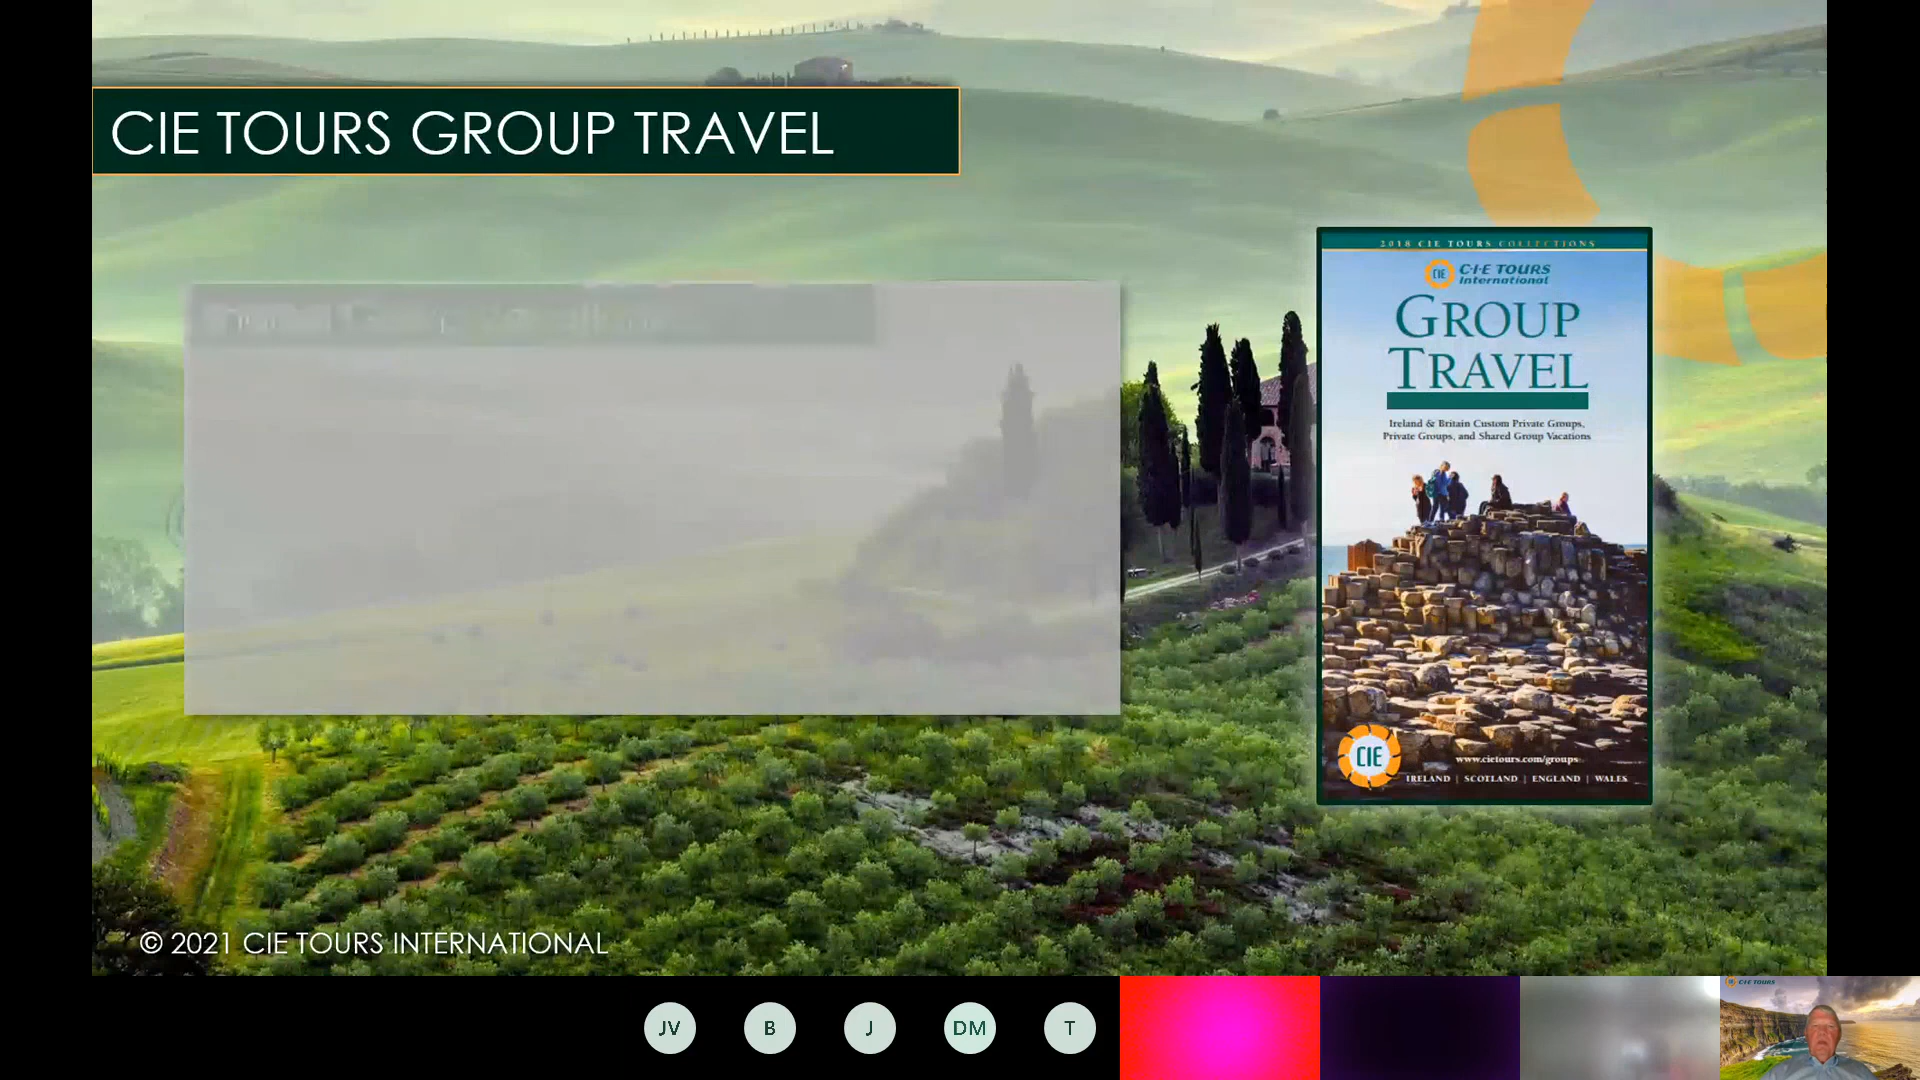 CIE TOURS GROUP TRAVEL
2018 CIE TOURS COLLECTIONS
CIE
C·I·E TOURS
International
GROUP
TRAVEL
Ireland & Britain Custom Private Groups,
Private Groups, and Shared Group Vacations
CIE
www.cietours.com/groups
IRELAND | SCOTLAND | ENGLAND | WALES
© 2021 CIE TOURS INTERNATIONAL
JV
B
J
DM
T
CIE TOURS